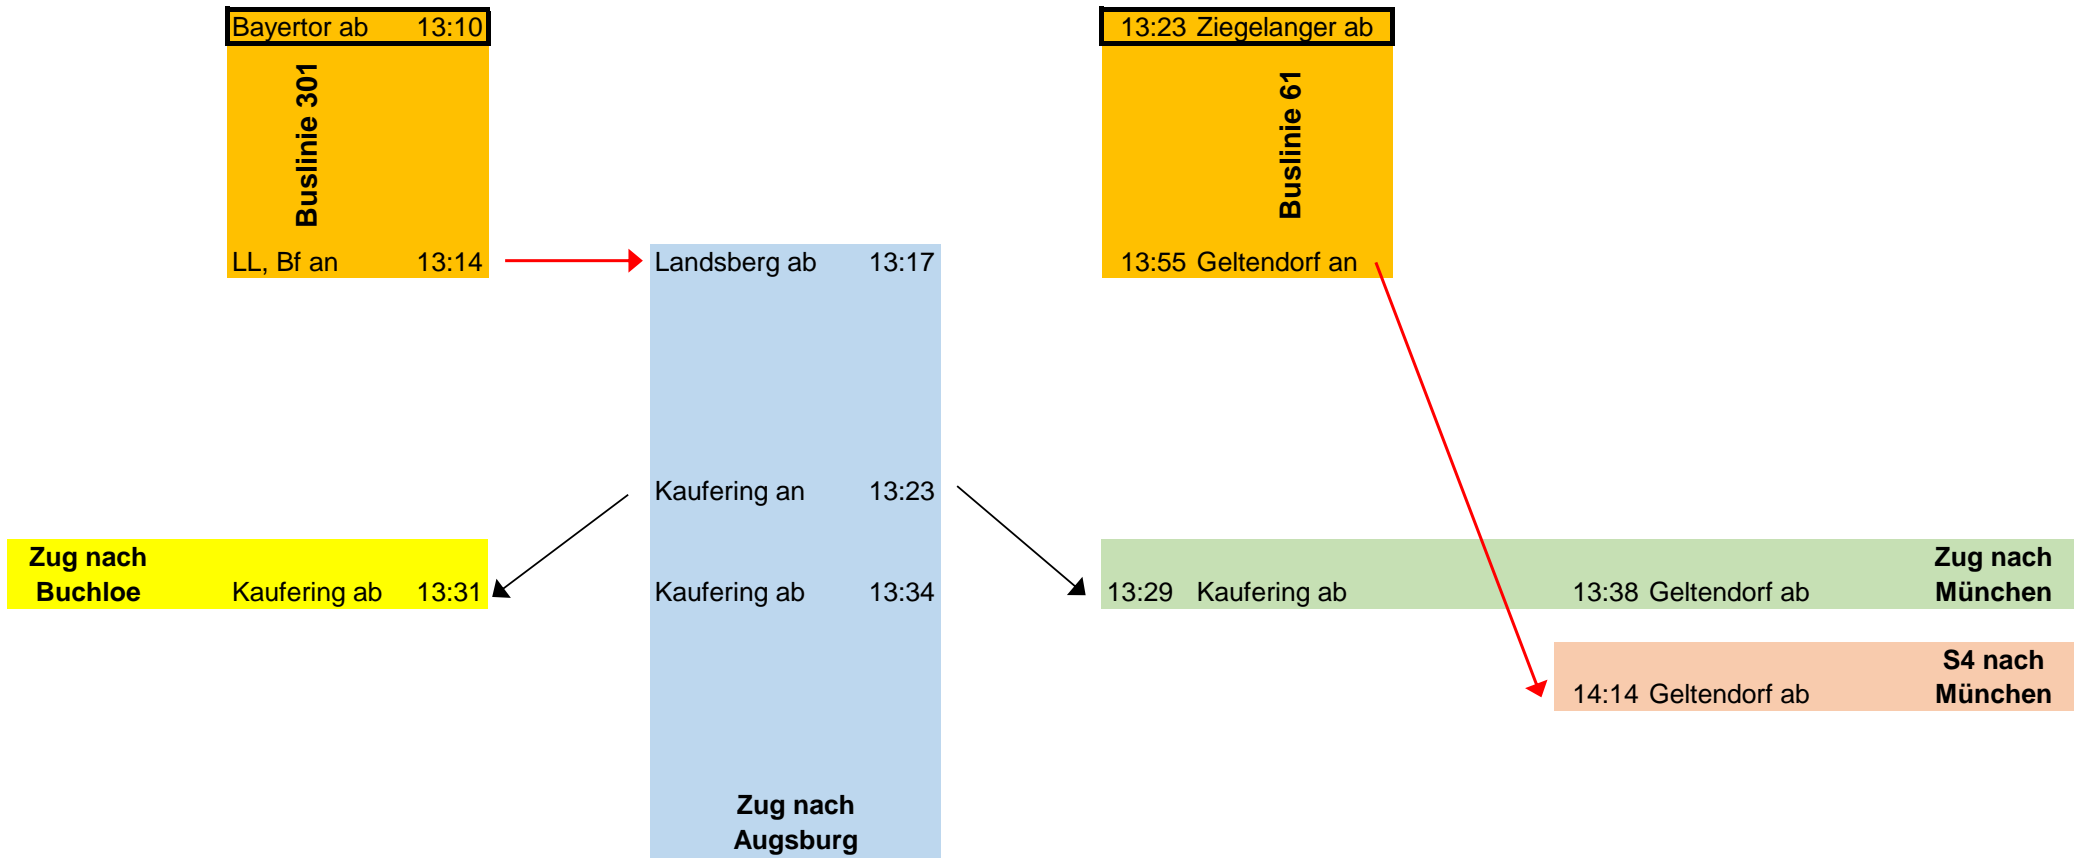 Bayertor ab 13:10
13:23 Ziegelanger ab
Buslinie 301
Buslinie 61
LL, Bf an 13:14
Landsberg ab 13:17
13:55 Geltendorf an
Kaufering an 13:23
Zug nach
Buchloe Kaufering ab 13:31
Kaufering ab 13:34
13:29 Kaufering ab 13:38 Geltendorf ab
Zug nach
München
14:14 Geltendorf ab
S4 nach
München
Zug nach
Augsburg